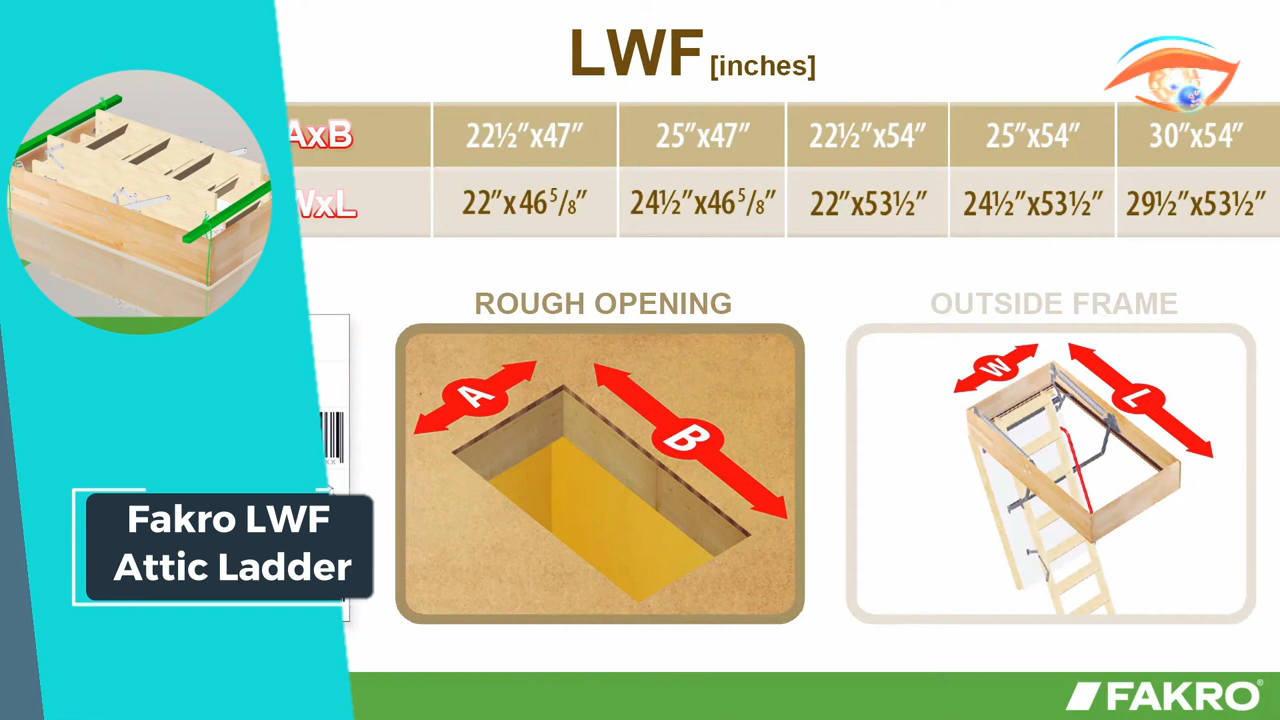 LWF [inches]
AxB 22½"x47" 25"x47" 22½"x54" 25"x54" 30"x54"
WxL 22"x46⁵/₈" 24½"x46⁵/₈" 22"x53½" 24½"x53½" 29½"x53½"
ROUGH OPENING
OUTSIDE FRAME
A
B
W
L
Fakro LWF
Attic Ladder
FAKRO®